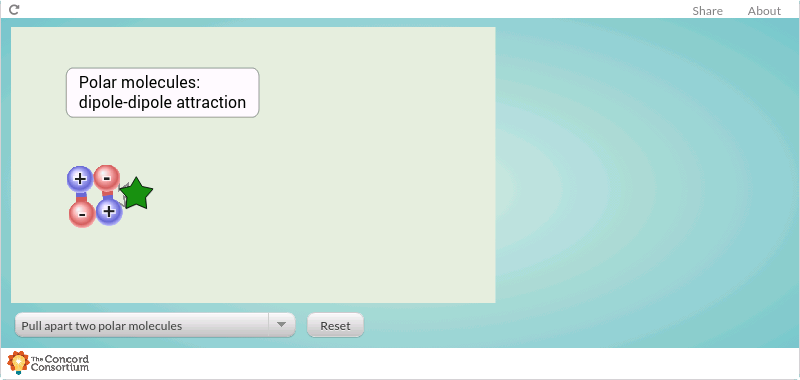 Share About
Polar molecules:
dipole-dipole attraction
+ -
- +
Pull apart two polar molecules
Reset
The Concord
Consortium